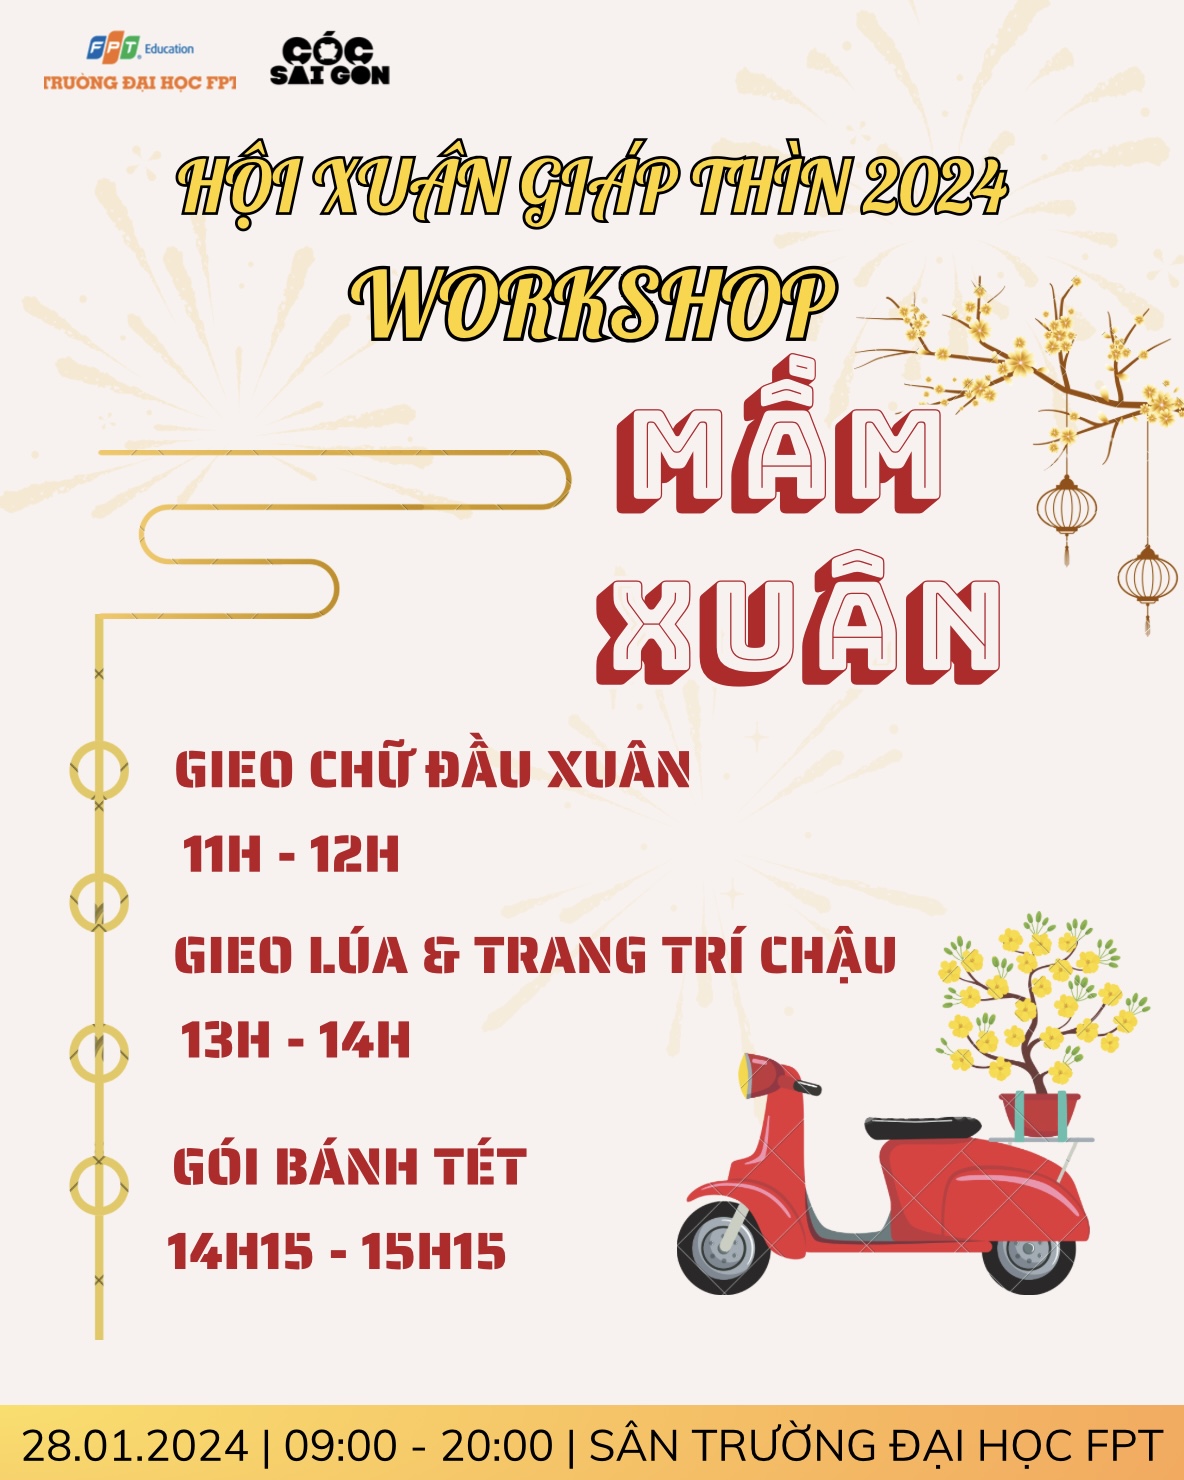 FPT Education
TRƯỜNG ĐẠI HỌC FPT
CÓC
SAI GON
HỘI XUÂN GIÁP THÌN 2024
WORKSHOP
MẦM
XUÂN
GIEO CHỮ ĐẦU XUÂN
11H - 12H
GIEO LÚA & TRANG TRÍ CHẬU
13H - 14H
GÓI BÁNH TÉT
14H15 - 15H15
28.01.2024 | 09:00 - 20:00 | SÂN TRƯỜNG ĐẠI HỌC FPT